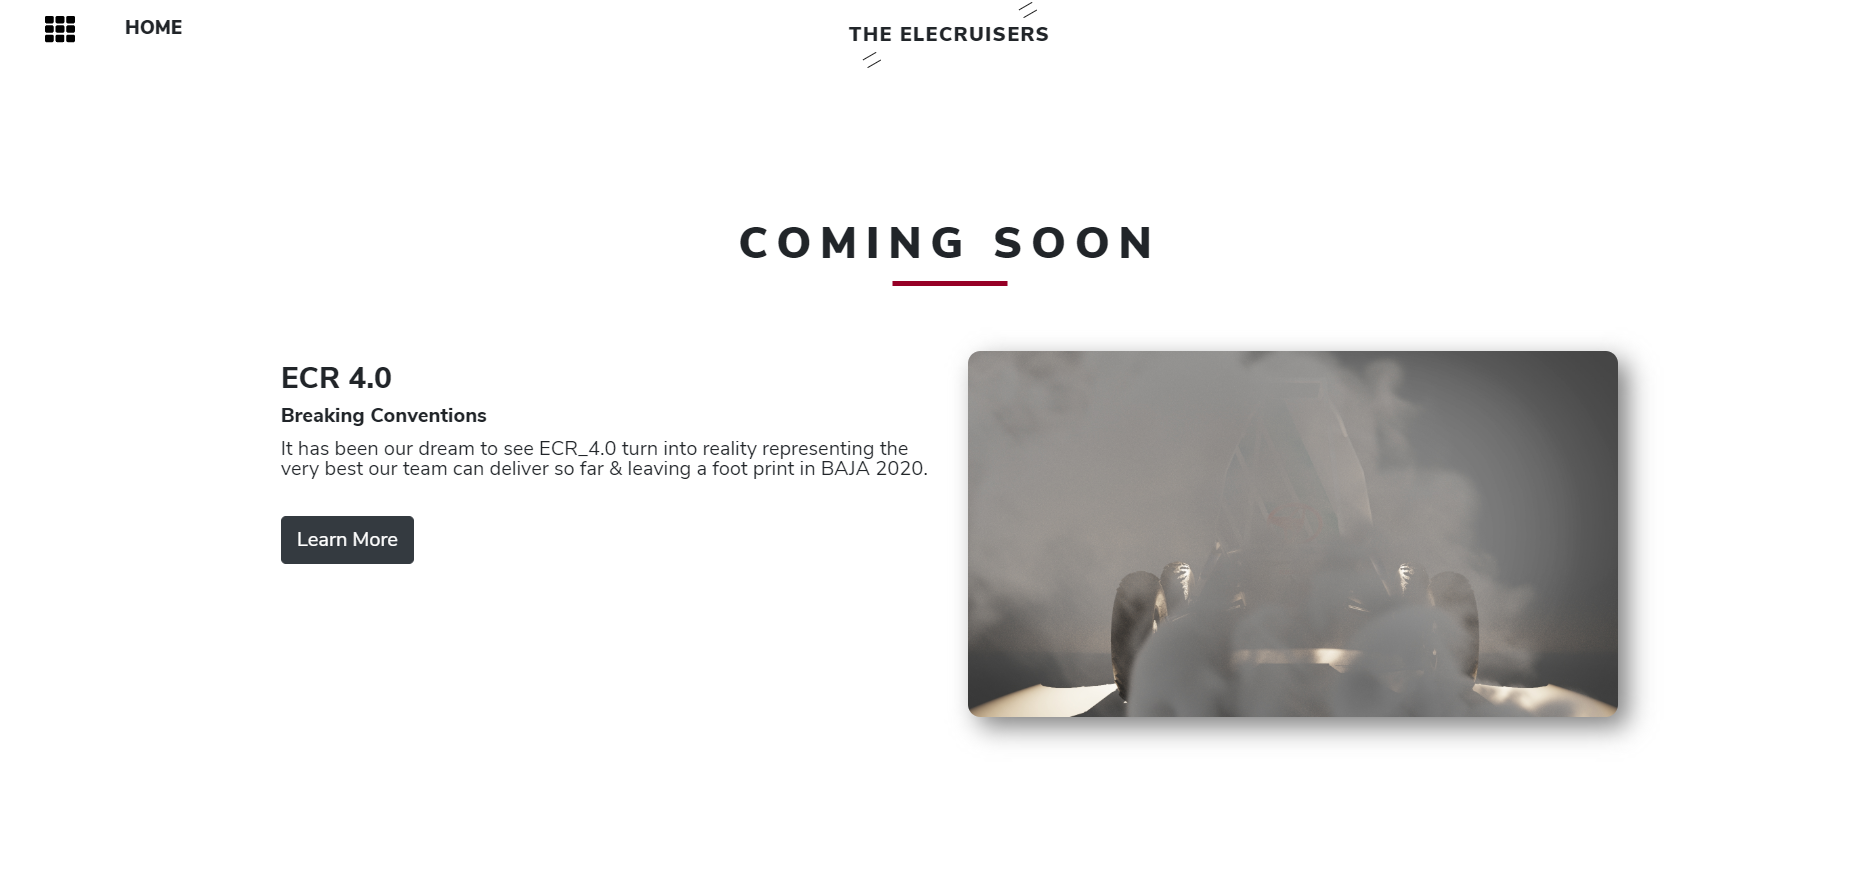 HOME
THE ELECRUISERS
COMING SOON
ECR 4.0
Breaking Conventions
It has been our dream to see ECR_4.0 turn into reality representing the
very best our team can deliver so far & leaving a foot print in BAJA 2020.
Learn More